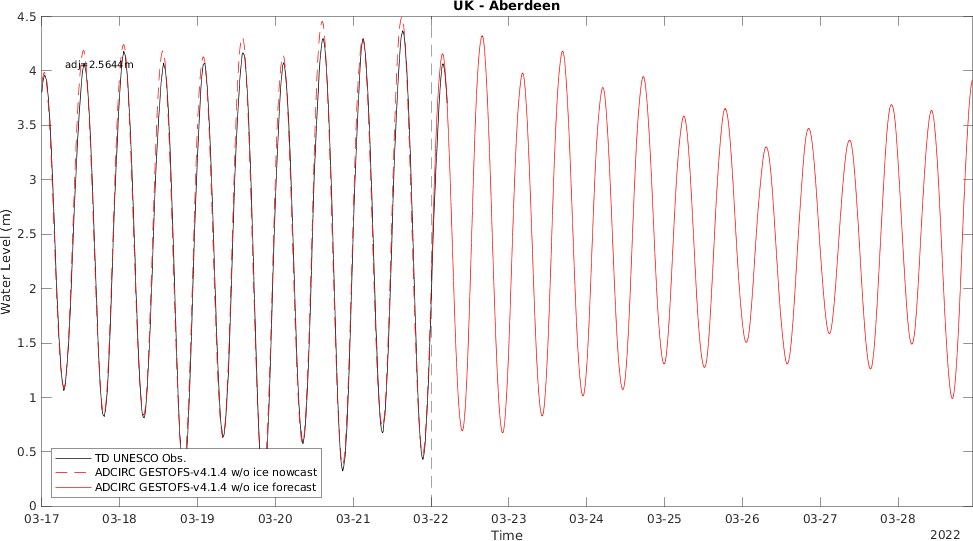 UK - Aberdeen
4.5
4
3.5
3
2.5
2
1.5
1
0.5
0
Water Level (m)
adj=2.5644m
TD UNESCO Obs.
ADCIRC GESTOFS-v4.1.4 w/o ice nowcast
ADCIRC GESTOFS-v4.1.4 w/o ice forecast
03-17 03-18 03-19 03-20 03-21 03-22 03-23 03-24 03-25 03-26 03-27 03-28
Time
2022